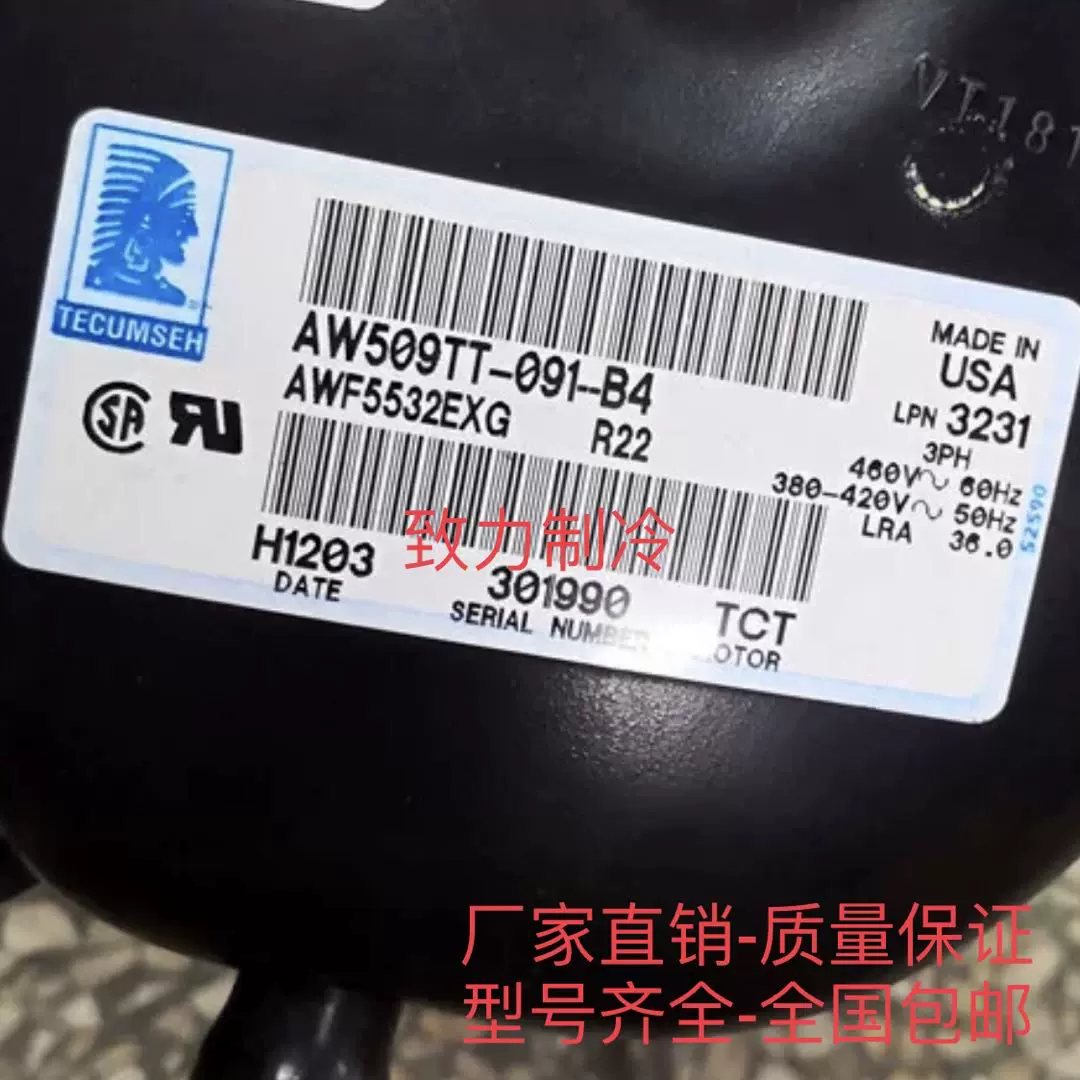 VT181
TECUMSEH
AW509TT-091-B4
AWF5532EXG R22
MADE IN
USA
LPN 3231
3PH
460V~ 60Hz
380-420V~ 50Hz
LRA 36.0
52590
致力制冷
H1203 301990 TCT
DATE SERIAL NUMBER MOTOR
厂家直销-质量保证
型号齐全-全国包邮